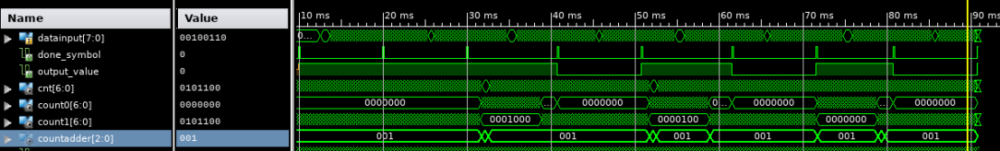 Name Value 10 ms 20 ms 30 ms 40 ms 50 ms 60 ms 70 ms 80 ms 90 ms
datainput[7:0] 00100110 0...
done_symbol 0
output_value 0
cnt[6:0] 0101100
count0[6:0] 0000000 0000000 ... 0000000 0... 0000000 ... 0000000
count1[6:0] 0101100 0001000 0000100 0000000
countadder[2:0] 001 001 001 001 001 001 001